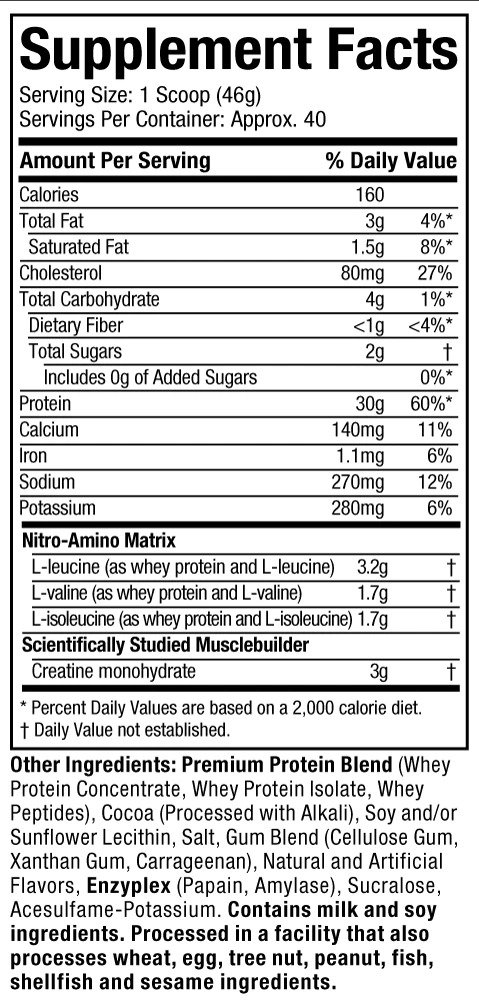 Supplement Facts
Serving Size: 1 Scoop (46g)
Servings Per Container: Approx. 40
Amount Per Serving % Daily Value
Calories 160
Total Fat 3g 4%*
Saturated Fat 1.5g 8%*
Cholesterol 80mg 27%
Total Carbohydrate 4g 1%*
Dietary Fiber <1g <4%*
Total Sugars 2g †
Includes 0g of Added Sugars 0%*
Protein 30g 60%*
Calcium 140mg 11%
Iron 1.1mg 6%
Sodium 270mg 12%
Potassium 280mg 6%
Nitro-Amino Matrix
L-leucine (as whey protein and L-leucine) 3.2g †
L-valine (as whey protein and L-valine) 1.7g †
L-isoleucine (as whey protein and L-isoleucine) 1.7g †
Scientifically Studied Musclebuilder
Creatine monohydrate 3g †
* Percent Daily Values are based on a 2,000 calorie diet.
† Daily Value not established.
Other Ingredients: Premium Protein Blend (Whey
Protein Concentrate, Whey Protein Isolate, Whey
Peptides), Cocoa (Processed with Alkali), Soy and/or
Sunflower Lecithin, Salt, Gum Blend (Cellulose Gum,
Xanthan Gum, Carrageenan), Natural and Artificial
Flavors, Enzyplex (Papain, Amylase), Sucralose,
Acesulfame-Potassium. Contains milk and soy
ingredients. Processed in a facility that also
processes wheat, egg, tree nut, peanut, fish,
shellfish and sesame ingredients.